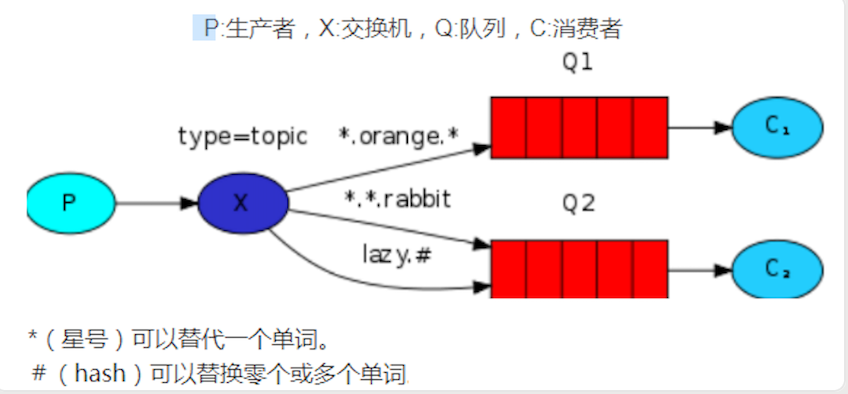 P:生产者，X:交换机，Q:队列，C:消费者
Q1
type=topic
*.orange.*
C₁
P
X
*.*.rabbit
Q2
lazy.#
C₂
*（星号）可以替代一个单词。
#（hash）可以替换零个或多个单词